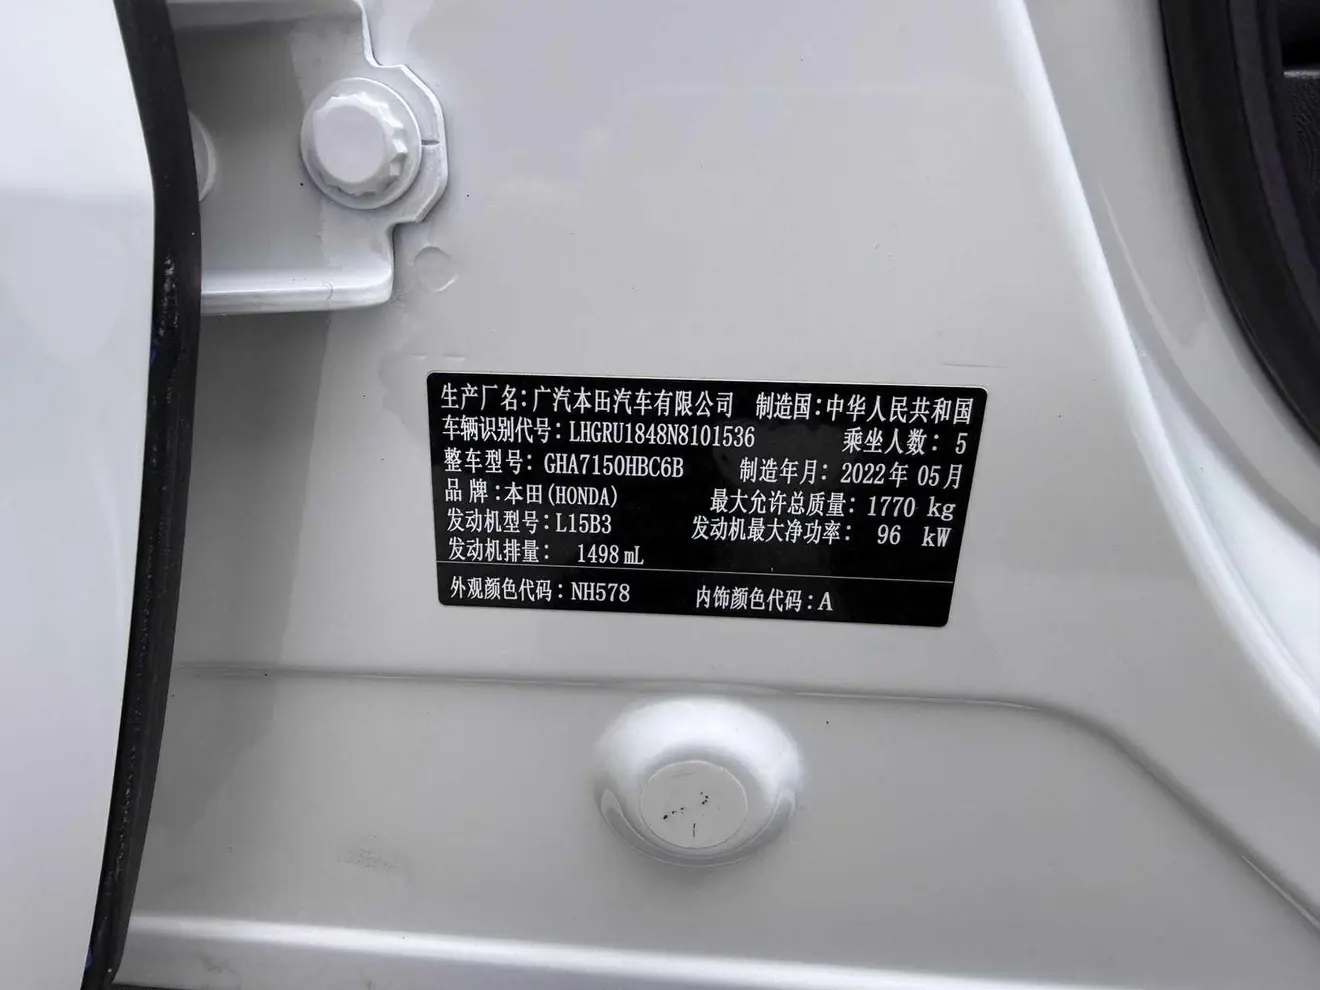 生产厂名：广汽本田汽车有限公司 制造国：中华人民共和国
车辆识别代号：LHGRU1848N8101536 乘坐人数：5
整车型号：GHA7150HBC6B 制造年月：2022年05月
品牌：本田(HONDA) 最大允许总质量：1770 kg
发动机型号：L15B3 发动机最大净功率：96 kW
发动机排量：1498 mL
外观颜色代码：NH578 内饰颜色代码：A